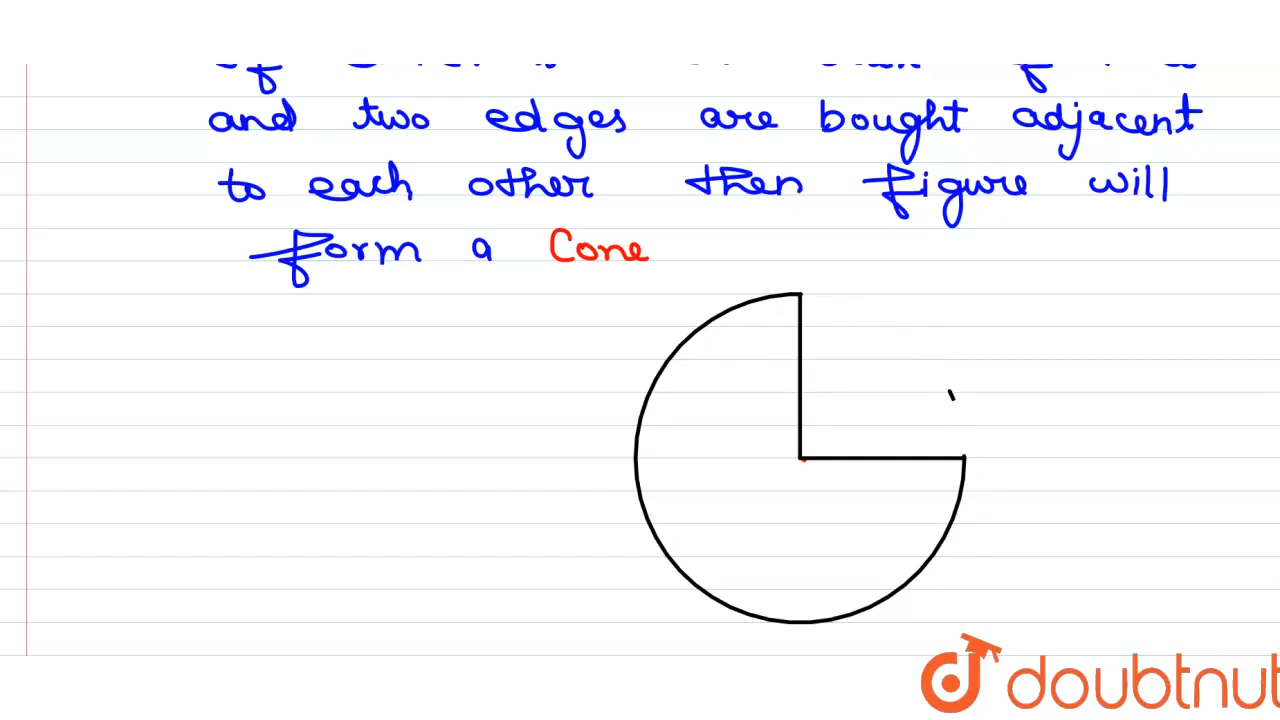 and two edges are bought adjacent
to each other then figure will
form a Cone
doubtnut